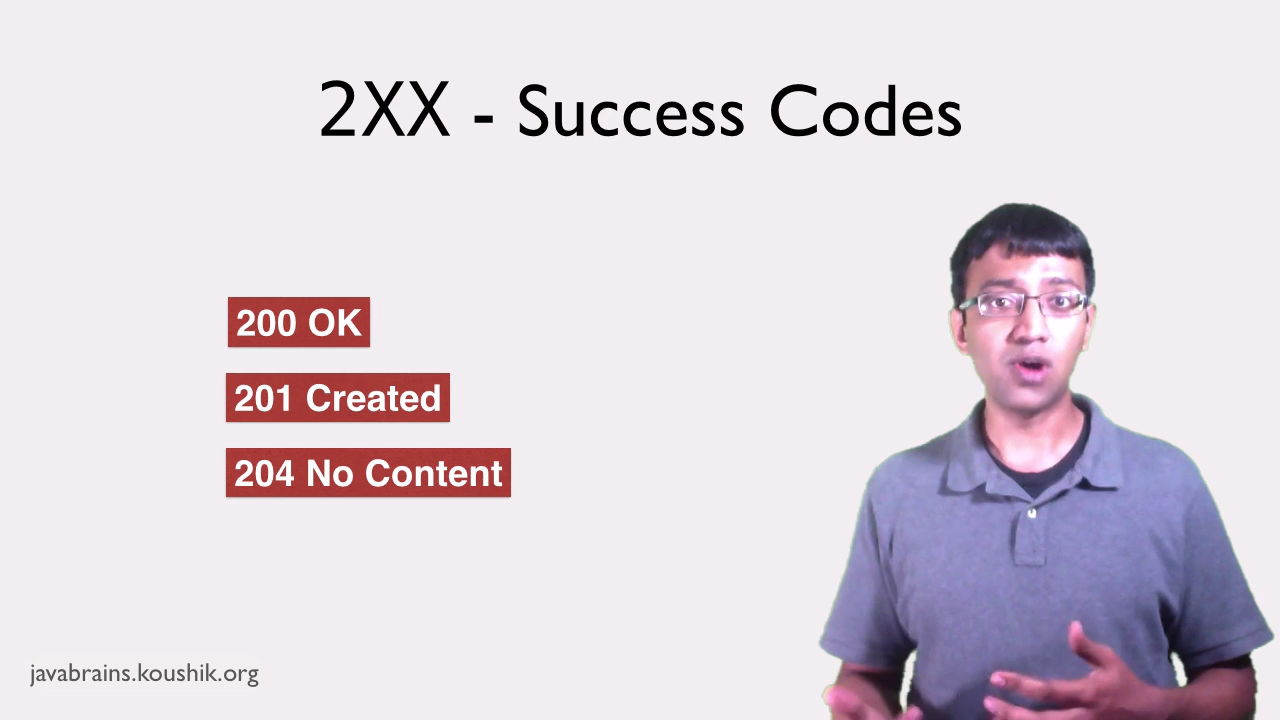 2XX - Success Codes
200 OK
201 Created
204 No Content
javabrains.koushik.org